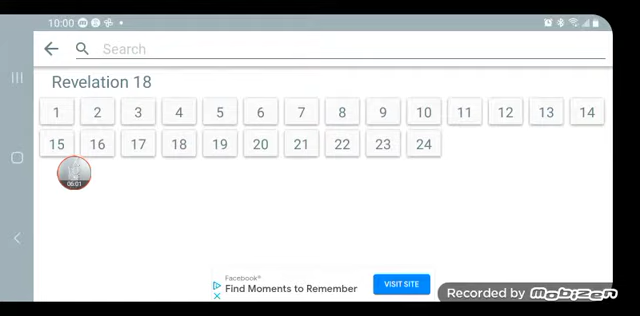 10:00
Search
Revelation 18
1 2 3 4 5 6 7 8 9 10 11 12 13 14
15 16 17 18 19 20 21 22 23 24
06:01
Facebook®
Find Moments to Remember
VISIT SITE
Recorded by Mobizen